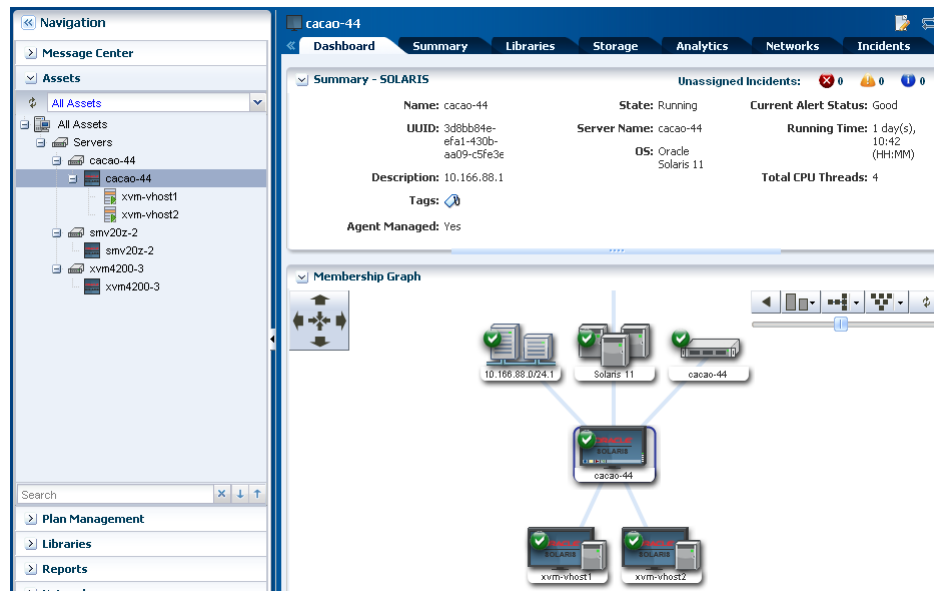 Navigation
Message Center
Assets
All Assets
All Assets
Servers
cacao-44
cacao-44
xvm-vhost1
xvm-vhost2
smv20z-2
smv20z-2
xvm4200-3
xvm4200-3
Search
Plan Management
Libraries
Reports
cacao-44
Dashboard Summary Libraries Storage Analytics Networks Incidents
Summary - SOLARIS
Unassigned Incidents: 0 0 0
Name: cacao-44
State: Running
Current Alert Status: Good
UUID: 3d8bb84e-
efa1-430b-
aa09-c5fe3e
Server Name: cacao-44
Running Time: 1 day(s),
10:42
(HH:MM)
OS: Oracle
Solaris 11
Description: 10.166.88.1
Total CPU Threads: 4
Tags:
Agent Managed: Yes
Membership Graph
10.166.88.0/24.1
Solaris 11
cacao-44
ORACLE
SOLARIS
cacao-44
SOLARIS
xvm-vhost1
SOLARIS
xvm-vhost2